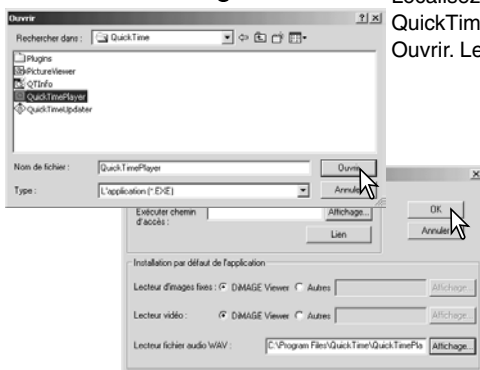 Localisez
QuickTim
Ouvrir. Le
Ouvrir
Rechercher dans :
QuickTime
Plugins
PictureViewer
QTInfo
QuickTimePlayer
QuickTimeUpdater
Nom de fichier :
QuickTimePlayer
Type :
L'application (*.EXE)
Annuler
Exécuter chemin d'accès :
Affichage...
Lien
OK
Annuler
Installation par défaut de l'application
Lecteur d'images fixes : DiMAGE Viewer Autres Affichage...
Lecteur vidéo : DiMAGE Viewer Autres Affichage...
Lecteur fichier audio WAV : C:\Program Files\QuickTime\QuickTimePla Affichage...